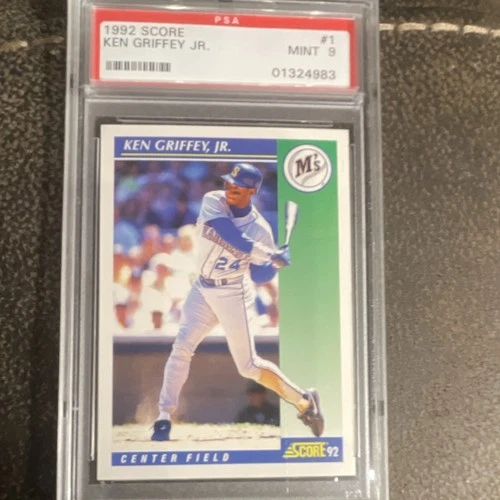 PSA
1992 SCORE #1
KEN GRIFFEY JR. MINT 9
01324983
KEN GRIFFEY, JR.
M's
S
24
CENTER FIELD
SCORE 92